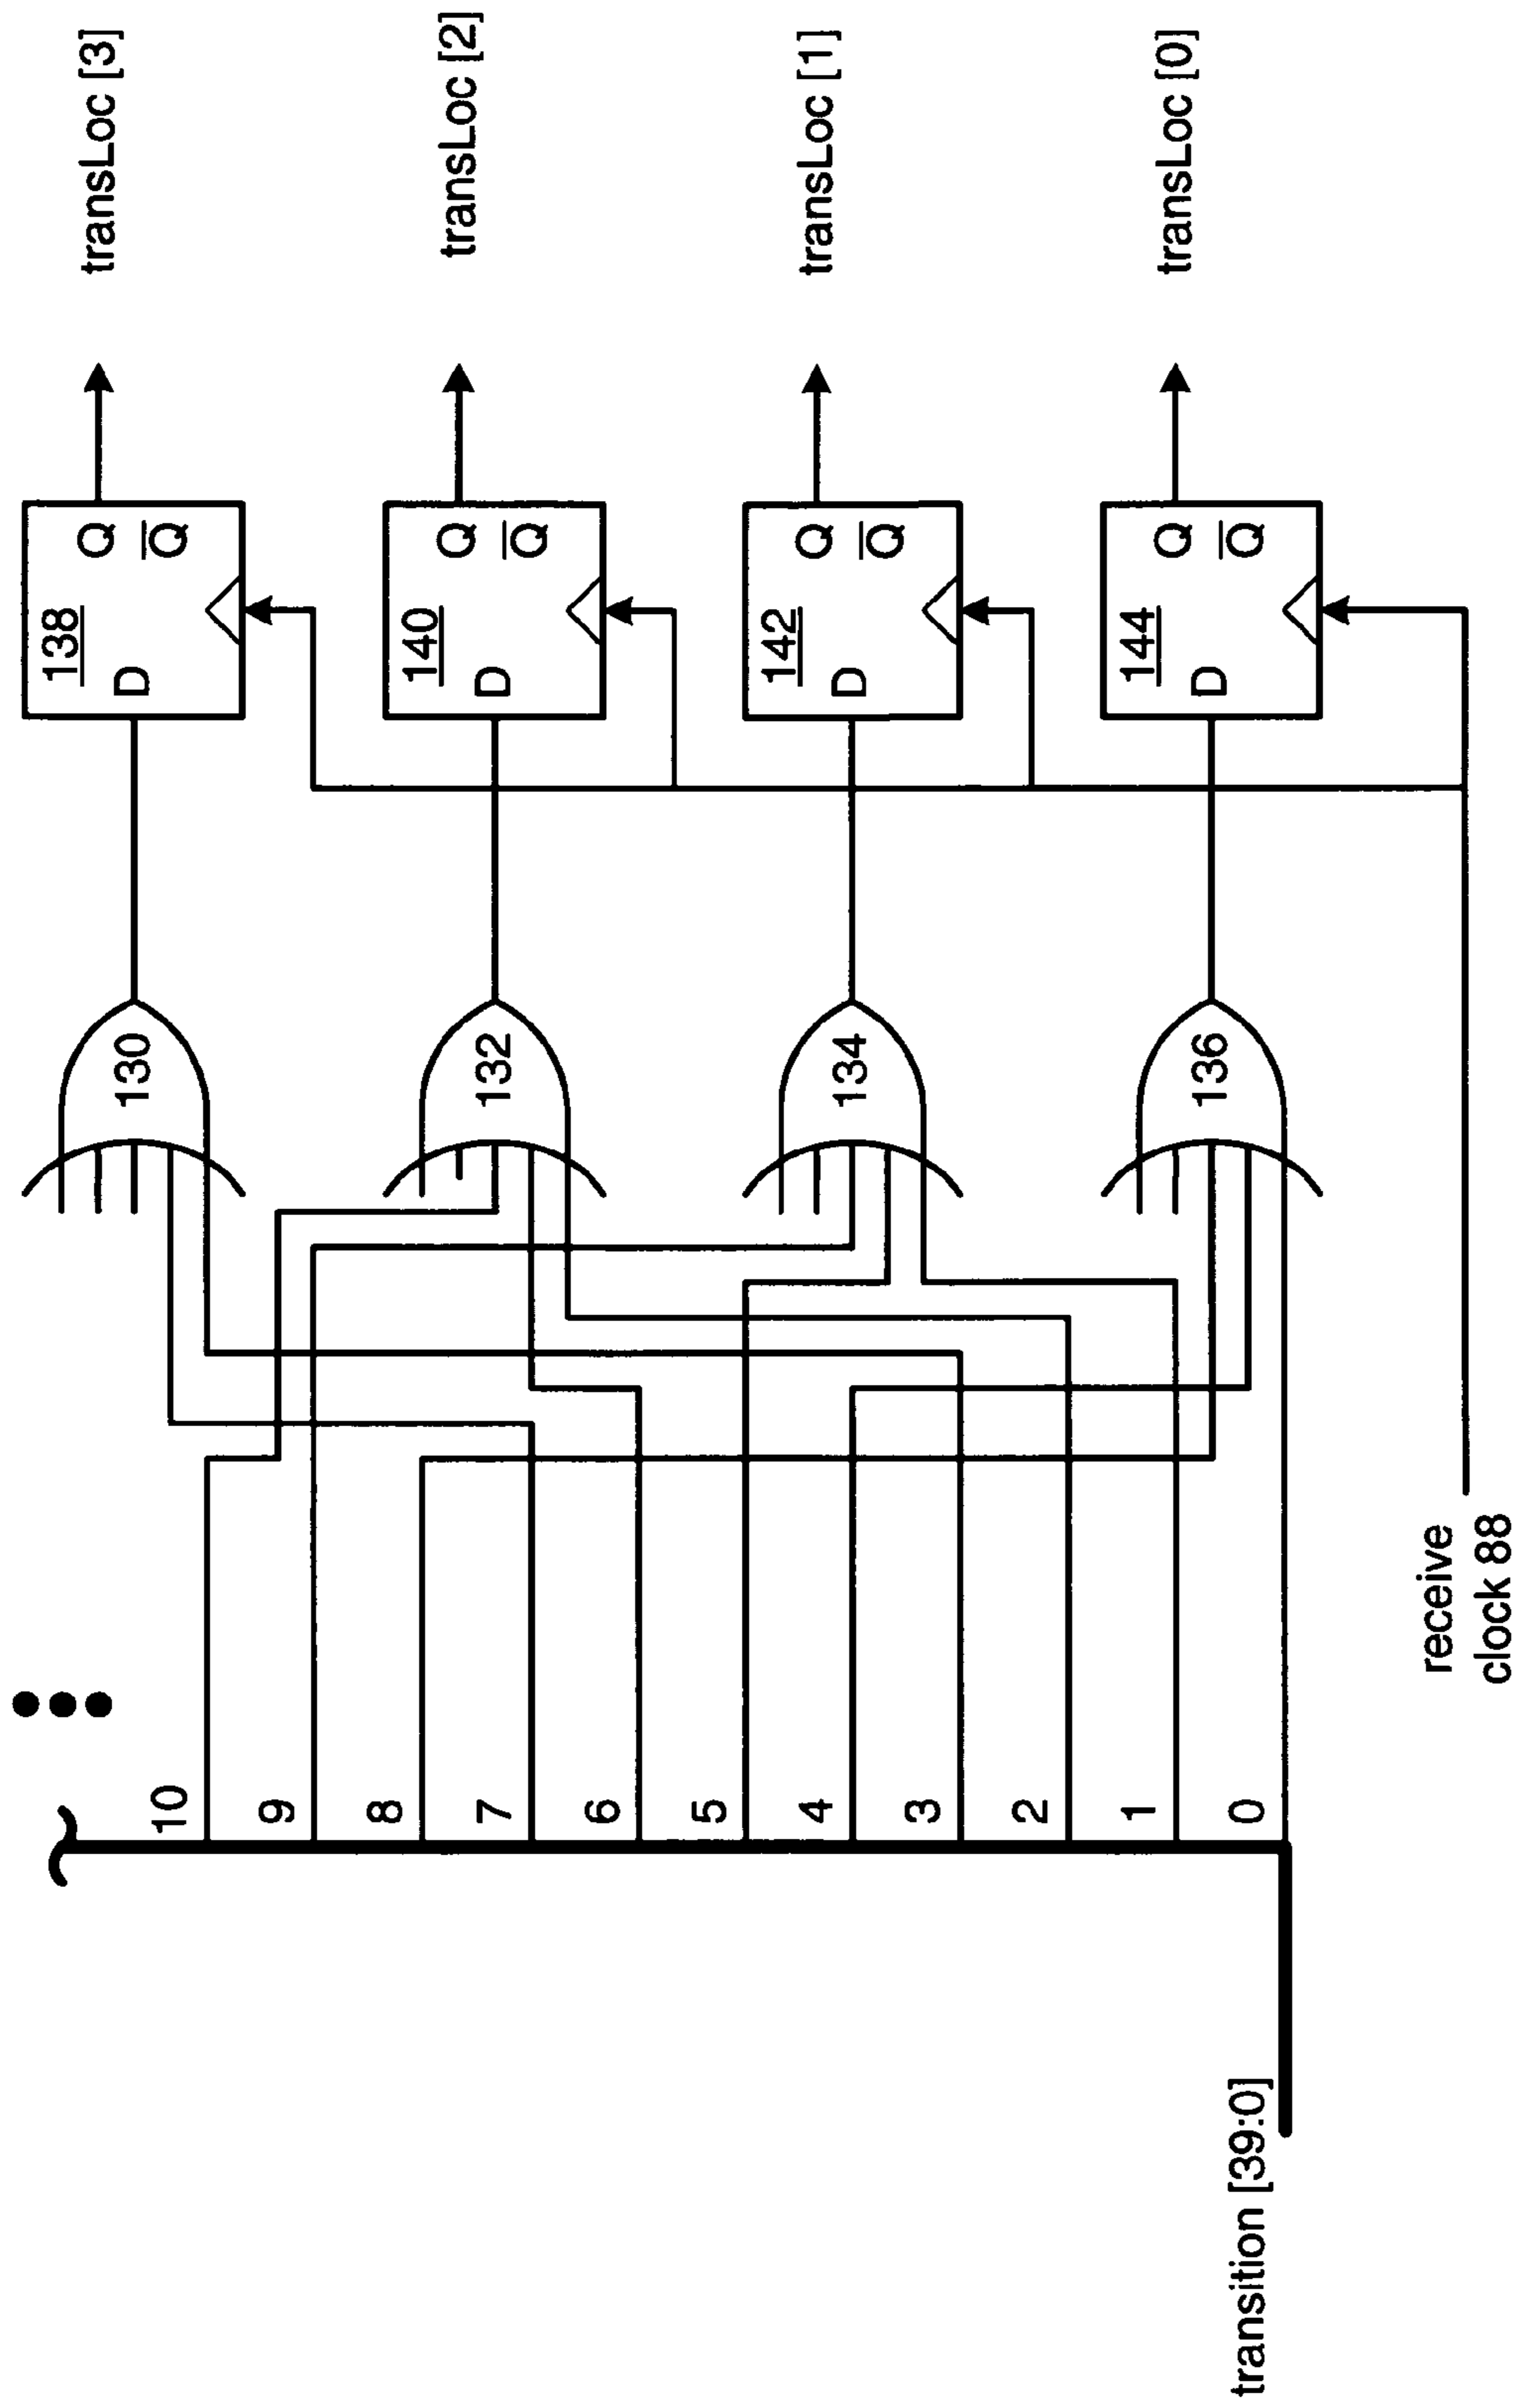 transLoc [3]
transLoc [2]
transLoc [1]
transLoc [0]
138
D
Q
Q
140
D
Q
Q
142
D
Q
Q
144
D
Q
Q
130
132
134
136
10
9
8
7
6
5
4
3
2
1
0
receive
clock 88
transition [39:0]